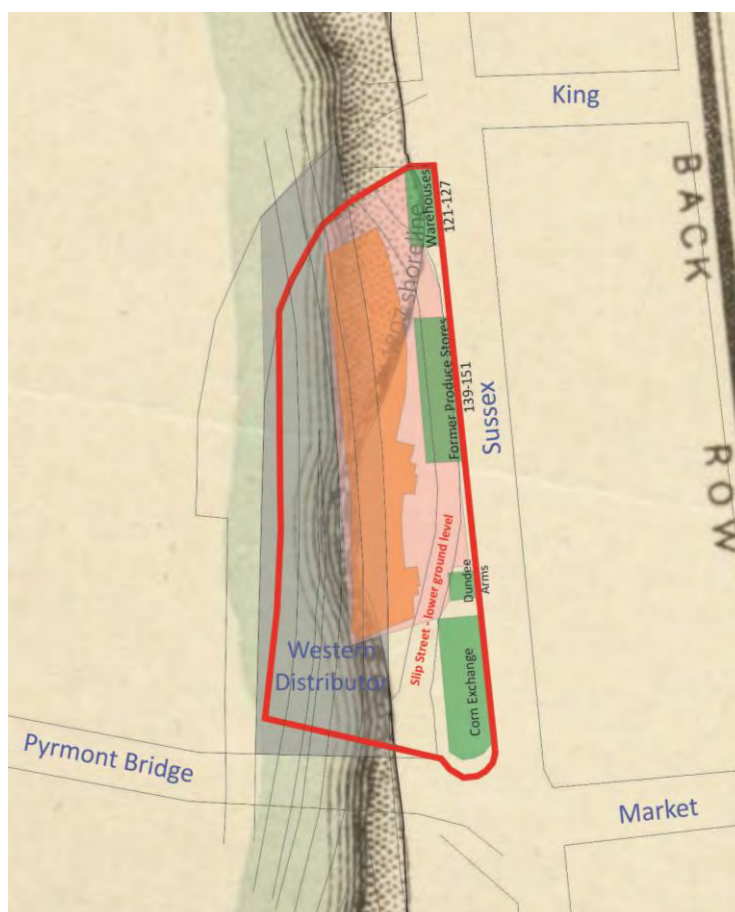 King
BACK
ROW
Warehouses
121-127
1807 shoreline
Former Produce Stores
139-151
Sussex
Slip Street - lower ground level
Dundee
Arms
Western
Distributor
Corn Exchange
Pyrmont Bridge
Market